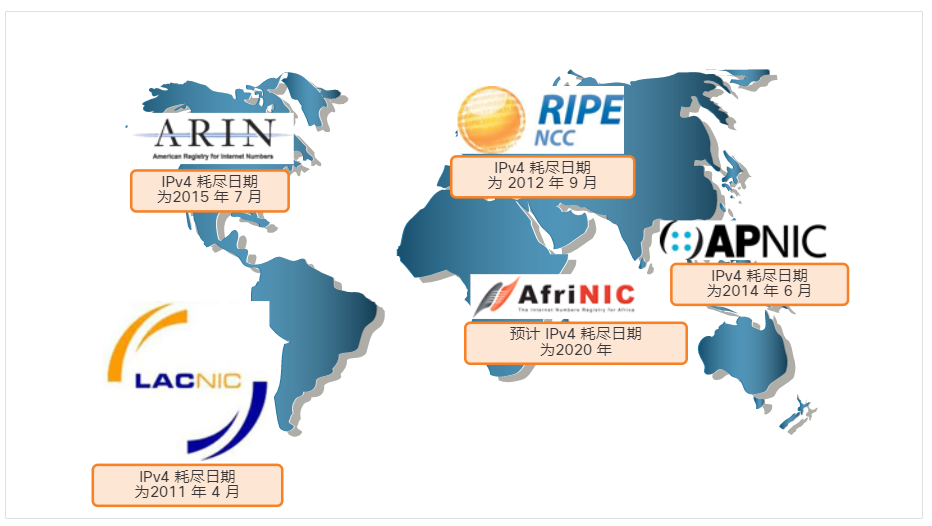 ARIN
American Registry for Internet Numbers
IPv4 耗尽日期
为2015 年 7 月
RIPE
NCC
IPv4 耗尽日期
为 2012 年 9 月
APNIC
IPv4 耗尽日期
为2014 年 6 月
AfriNIC
The Internet Numbers Registry for Africa
预计 IPv4 耗尽日期
为2020 年
LACNIC
IPv4 耗尽日期
为2011 年 4 月